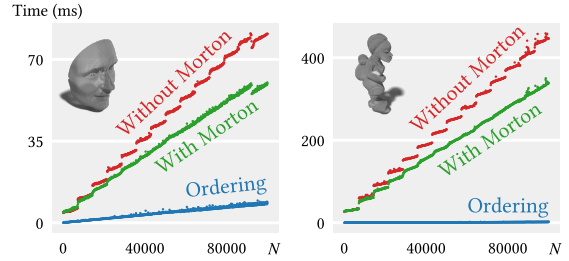 Time (ms)
70
35
0
Without Morton
With Morton
Ordering
0 40000 80000 N
400
200
0
Without Morton
With Morton
Ordering
0 40000 80000 N